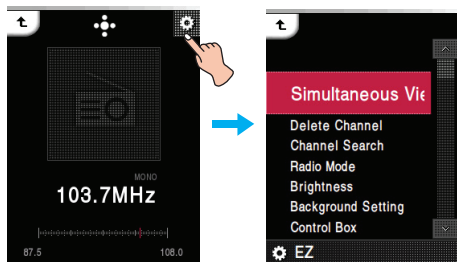 MONO
103.7MHz
87.5 108.0
Simultaneous Vie
Delete Channel
Channel Search
Radio Mode
Brightness
Background Setting
Control Box
EZ